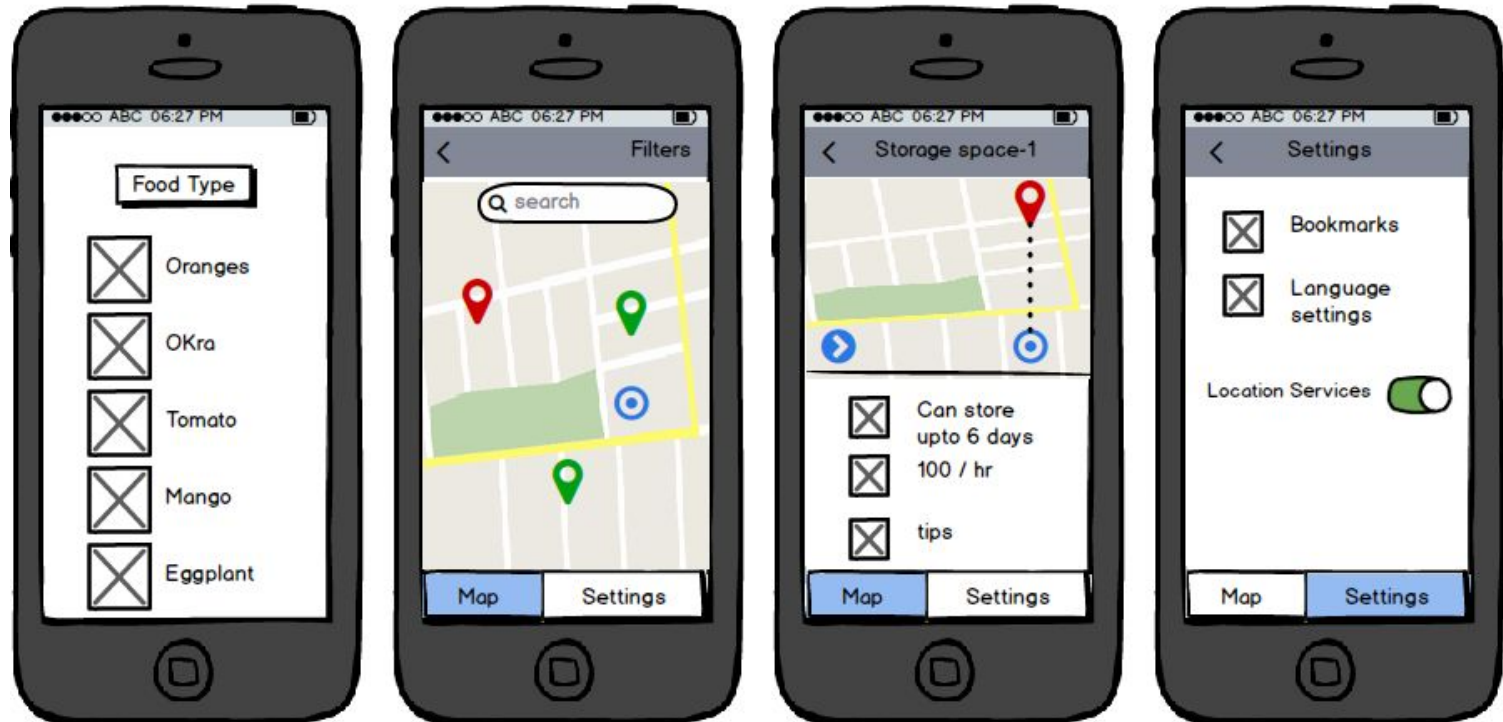 ABC 06:27 PM
Food Type
Oranges
OKra
Tomato
Mango
Eggplant
ABC 06:27 PM
Filters
search
Map Settings
ABC 06:27 PM
Storage space-1
Can store
upto 6 days
100 / hr
tips
Map Settings
ABC 06:27 PM
Settings
Bookmarks
Language
settings
Location Services
Map Settings